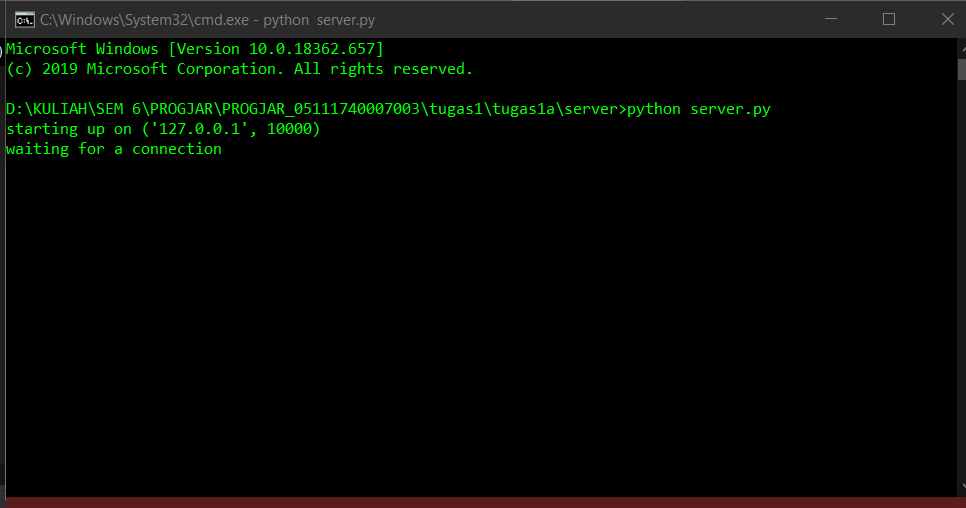 C:\Windows\System32\cmd.exe - python  server.py
Microsoft Windows [Version 10.0.18362.657]
(c) 2019 Microsoft Corporation. All rights reserved.
D:\KULIAH\SEM 6\PROGJAR\PROGJAR_05111740007003\tugas1\tugas1a\server>python server.py
starting up on ('127.0.0.1', 10000)
waiting for a connection